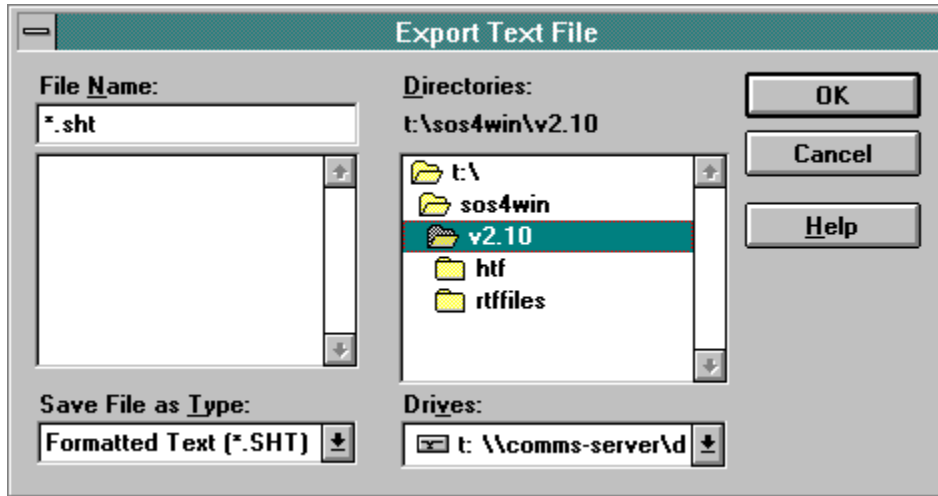 Export Text File
File Name:
*.sht
Directories:
t:\sos4win\v2.10
t:\
sos4win
v2.10
htf
rtffiles
OK
Cancel
Help
Save File as Type:
Formatted Text (*.SHT)
Drives:
t: \\comms-server\d